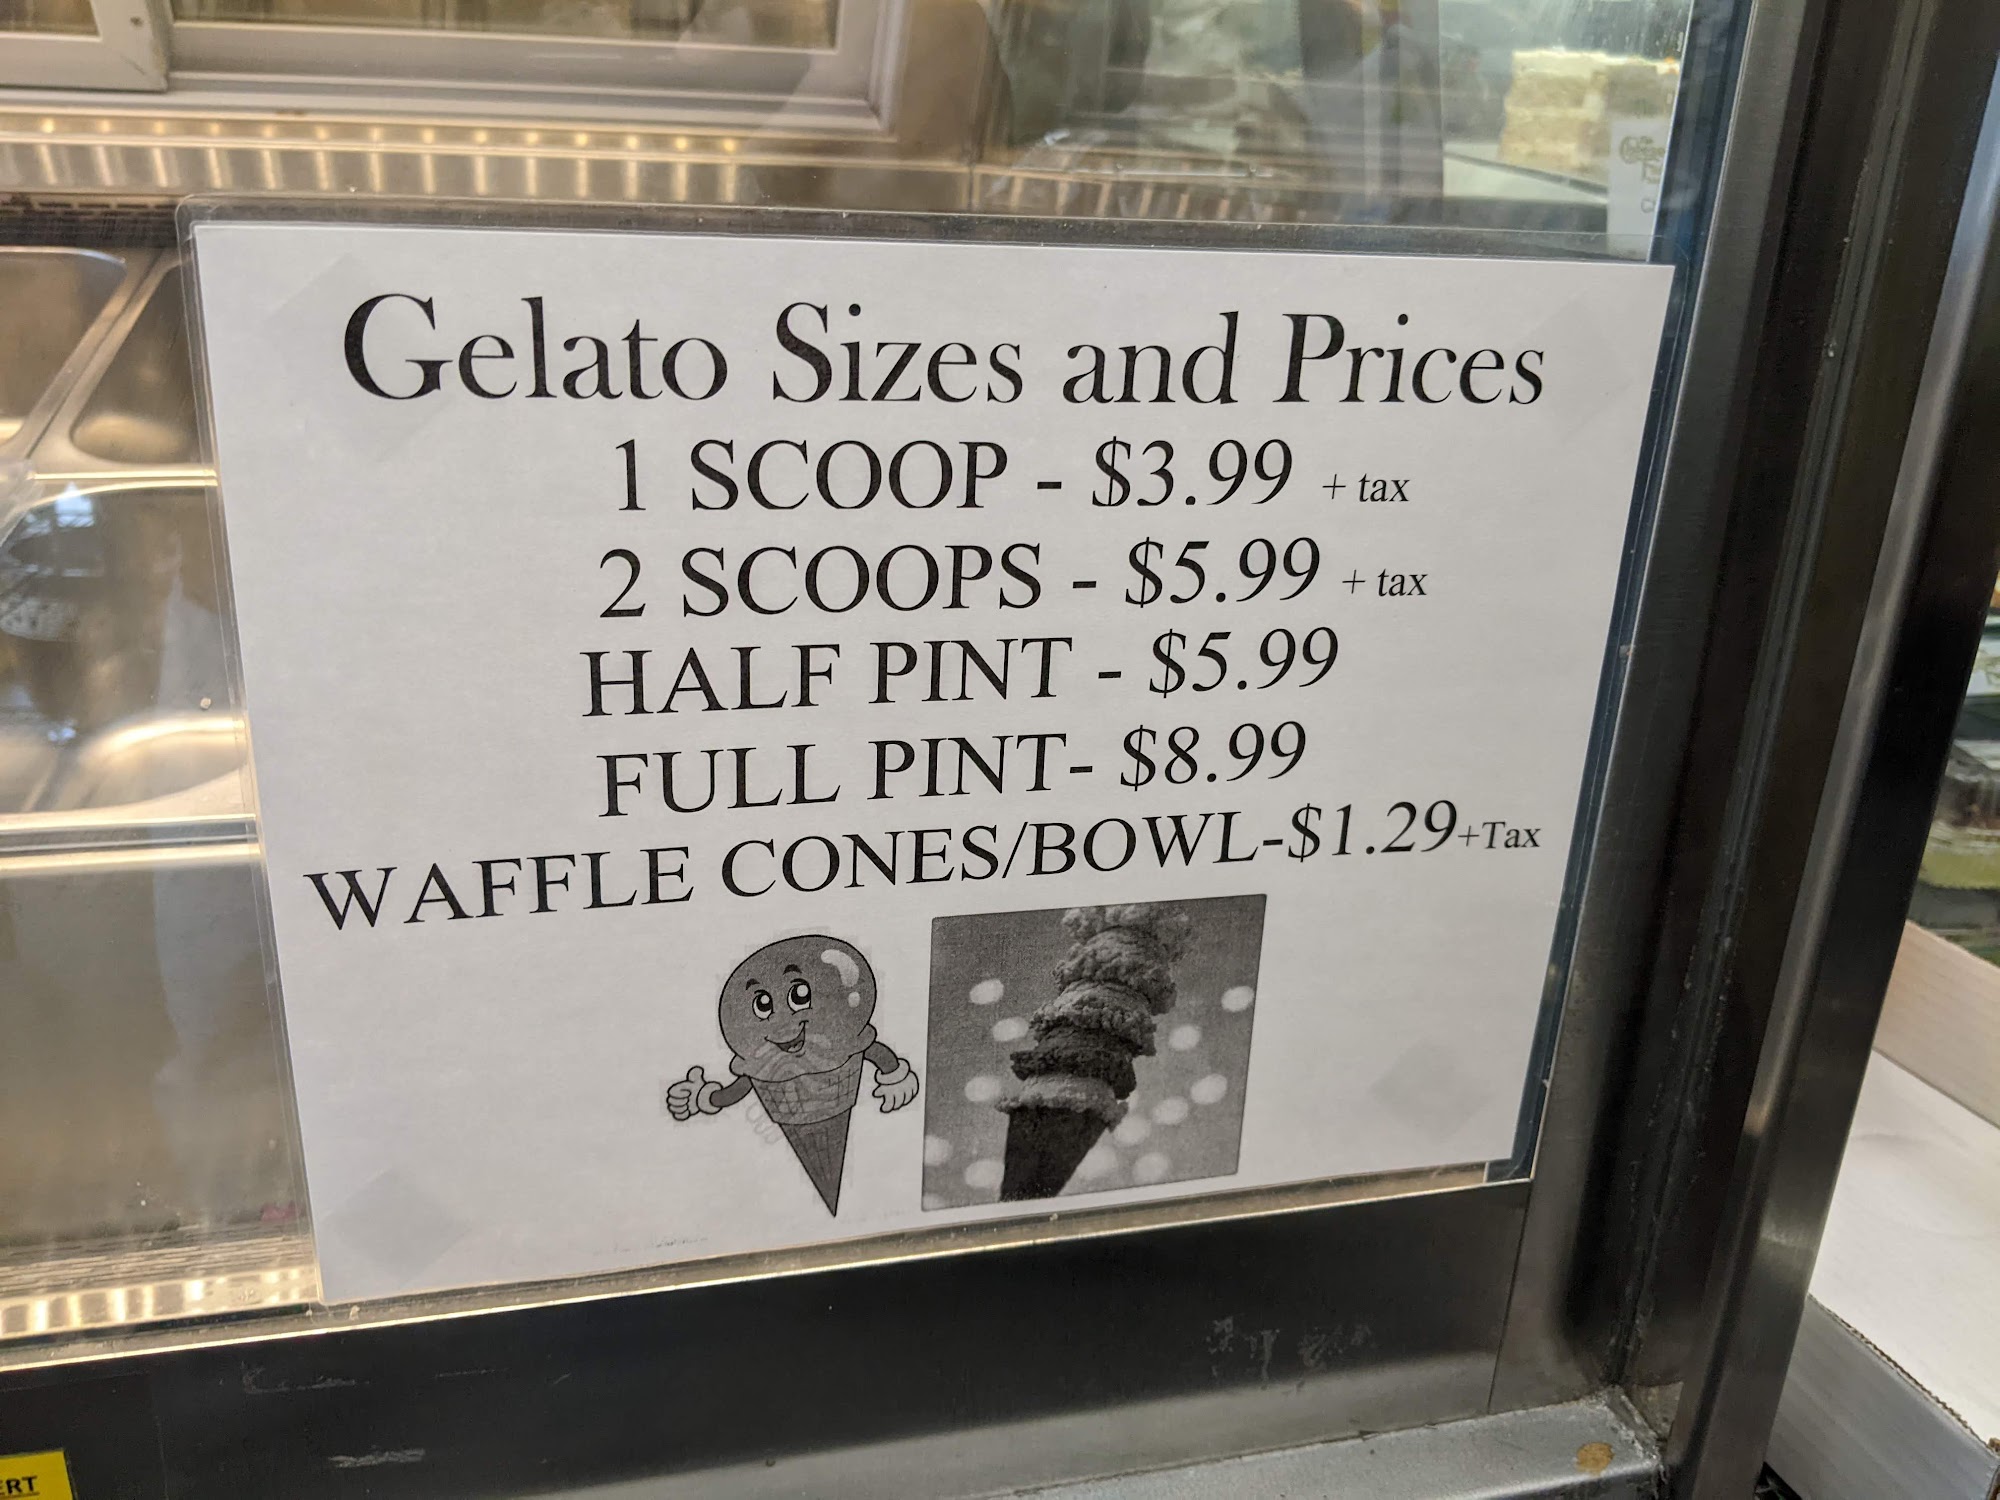 Gelato Sizes and Prices
1 SCOOP - $3.99 + tax
2 SCOOPS - $5.99 + tax
HALF PINT - $5.99
FULL PINT- $8.99
WAFFLE CONES/BOWL-$1.29+Tax
ERT